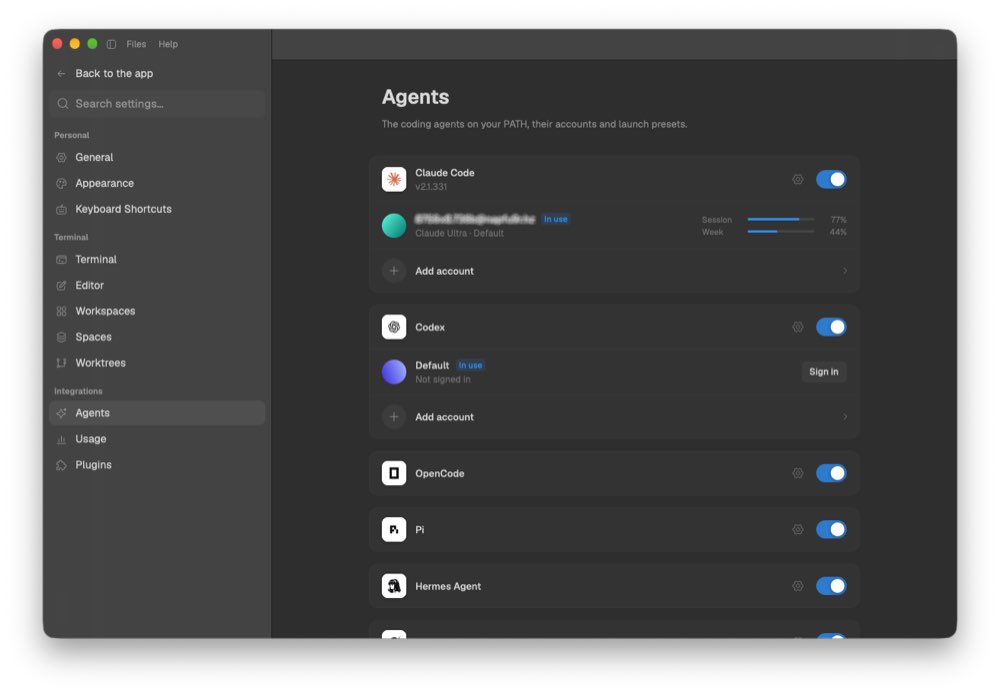 Files Help
Back to the app
Search settings...
Personal
General
Appearance
Keyboard Shortcuts
Terminal
Terminal
Editor
Workspaces
Spaces
Worktrees
Integrations
Agents
Usage
Plugins
Agents
The coding agents on your PATH, their accounts and launch presets.
Claude Code
v2.1.331
In use
Claude Ultra · Default
Session 77%
Week 44%
Add account
Codex
Default In use
Not signed in
Sign in
Add account
OpenCode
Pi
Hermes Agent